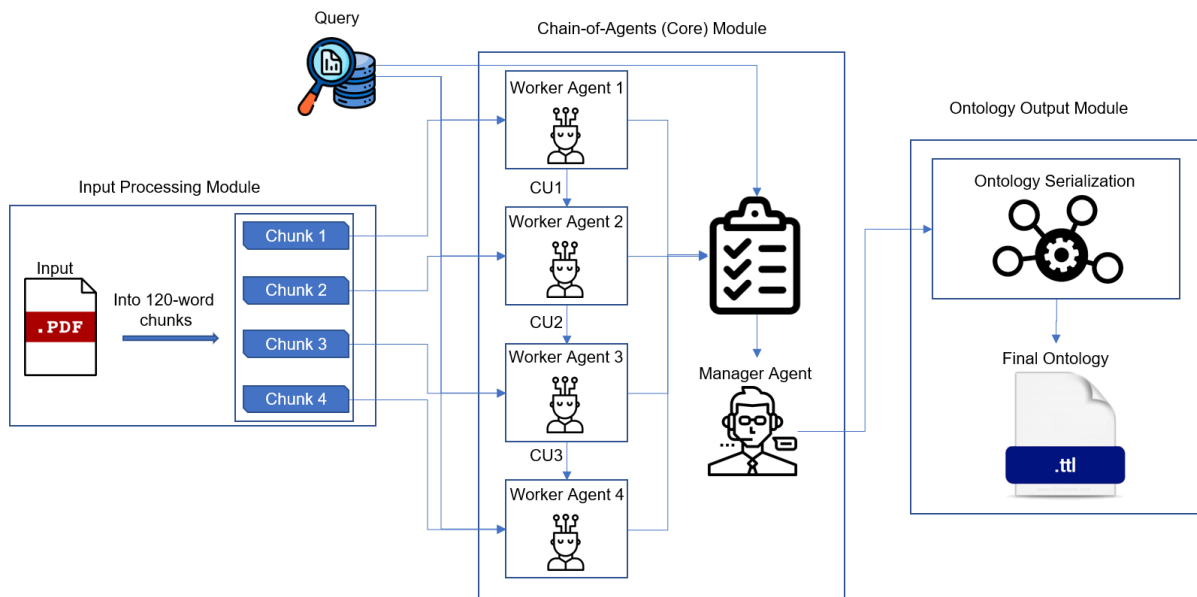 Query
Chain-of-Agents (Core) Module
Input Processing Module
Input
.PDF
Into 120-word
chunks
Chunk 1
Chunk 2
Chunk 3
Chunk 4
Worker Agent 1
CU1
Worker Agent 2
CU2
Worker Agent 3
CU3
Worker Agent 4
Manager Agent
Ontology Output Module
Ontology Serialization
Final Ontology
.ttl